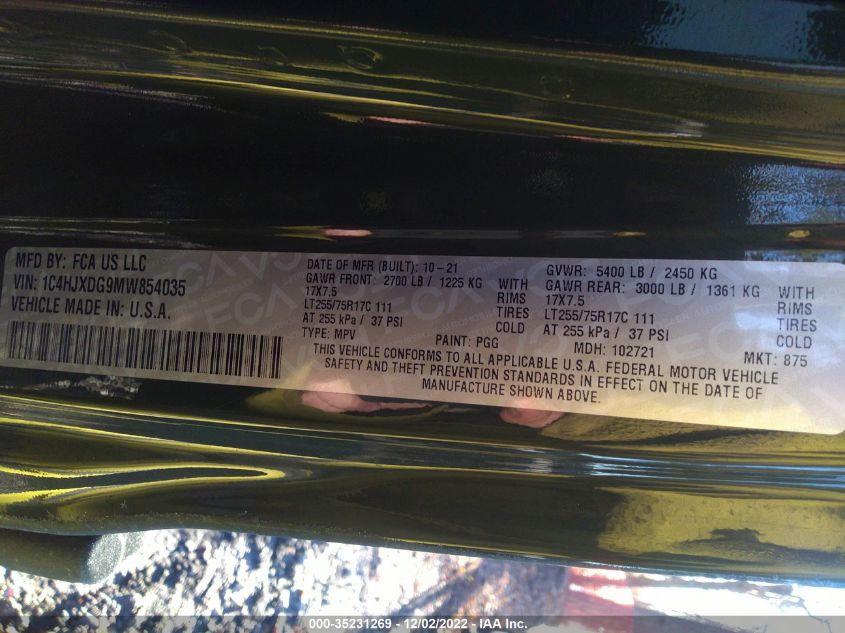 MFD BY: FCA US LLC
VIN: 1C4HJXDG9MW854035
VEHICLE MADE IN: U.S.A.
DATE OF MFR (BUILT): 10-21
GVWR: 5400 LB / 2450 KG
GAWR FRONT: 2700 LB / 1225 KG WITH
GAWR REAR: 3000 LB / 1361 KG WITH
17X7.5 RIMS
17X7.5 RIMS
LT255/75R17C 111 TIRES
LT255/75R17C 111 TIRES
AT 255 kPa / 37 PSI COLD
AT 255 kPa / 37 PSI COLD
TYPE: MPV PAINT: PGG MDH: 102721 MKT: 875
THIS VEHICLE CONFORMS TO ALL APPLICABLE U.S.A. FEDERAL MOTOR VEHICLE
SAFETY AND THEFT PREVENTION STANDARDS IN EFFECT ON THE DATE OF
MANUFACTURE SHOWN ABOVE.
000-35231269 - 12/02/2022 - IAA Inc.